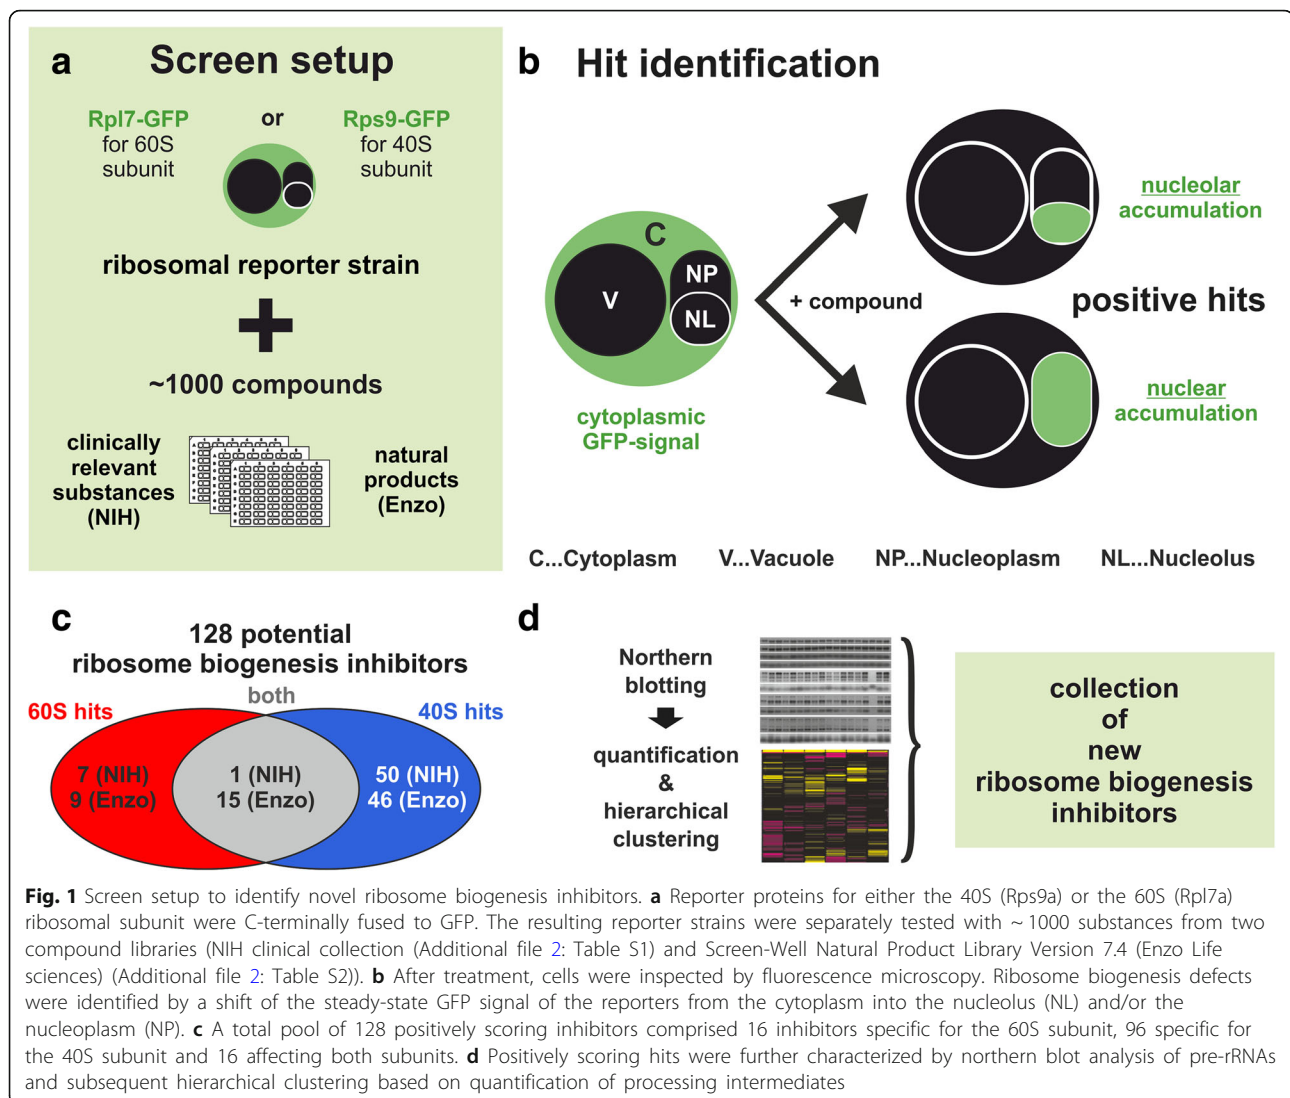 a
Screen setup
Rpl7-GFP
for 60S
subunit
or
Rps9-GFP
for 40S
subunit
ribosomal reporter strain
+
~1000 compounds
clinically
relevant
substances
(NIH)
natural
products
(Enzo)
b
Hit identification
C
V
NP
NL
cytoplasmic
GFP-signal
+ compound
nucleolar
accumulation
positive hits
nuclear
accumulation
C...Cytoplasm
V...Vacuole
NP...Nucleoplasm
NL...Nucleolus
c
128 potential
ribosome biogenesis inhibitors
both
60S hits
40S hits
7 (NIH)
9 (Enzo)
1 (NIH)
15 (Enzo)
50 (NIH)
46 (Enzo)
d
Northern
blotting
quantification
&
hierarchical
clustering
collection
of
new
ribosome biogenesis
inhibitors
Fig. 1 Screen setup to identify novel ribosome biogenesis inhibitors. a Reporter proteins for either the 40S (Rps9a) or the 60S (Rpl7a)
ribosomal subunit were C-terminally fused to GFP. The resulting reporter strains were separately tested with ~ 1000 substances from two
compound libraries (NIH clinical collection (Additional file 2: Table S1) and Screen-Well Natural Product Library Version 7.4 (Enzo Life
sciences) (Additional file 2: Table S2)). b After treatment, cells were inspected by fluorescence microscopy. Ribosome biogenesis defects
were identified by a shift of the steady-state GFP signal of the reporters from the cytoplasm into the nucleolus (NL) and/or the
nucleoplasm (NP). c A total pool of 128 positively scoring inhibitors comprised 16 inhibitors specific for the 60S subunit, 96 specific for
the 40S subunit and 16 affecting both subunits. d Positively scoring hits were further characterized by northern blot analysis of pre-rRNAs
and subsequent hierarchical clustering based on quantification of processing intermediates